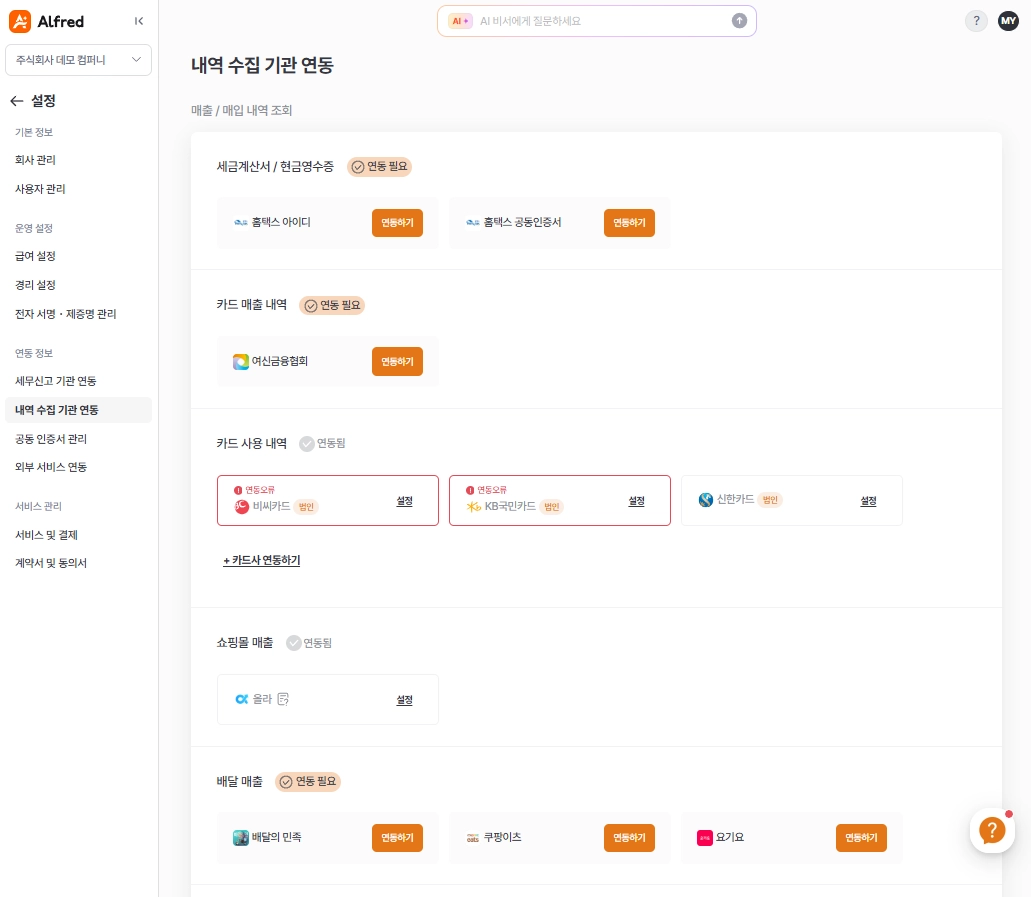 Alfred
AI
AI 비서에게 질문하세요
?
MY
주식회사 데모 컴퍼니
설정
기본 정보
회사 관리
사용자 관리
운영 설정
급여 설정
경리 설정
전자 서명・제증명 관리
연동 정보
세무신고 기관 연동
내역 수집 기관 연동
공동 인증서 관리
외부 서비스 연동
서비스 관리
서비스 및 결제
계약서 및 동의서
내역 수집 기관 연동
매출 / 매입 내역 조회
세금계산서 / 현금영수증 연동 필요
홈택스 아이디 연동하기
홈택스 공동인증서 연동하기
카드 매출 내역 연동 필요
여신금융협회 연동하기
카드 사용 내역 연동됨
연동오류
비씨카드 법인 설정
연동오류
KB국민카드 법인 설정
신한카드 법인 설정
+ 카드사 연동하기
쇼핑몰 매출 연동됨
올라 설정
배달 매출 연동 필요
배달의 민족 연동하기
eats 쿠팡이츠 연동하기
요기요 연동하기
?